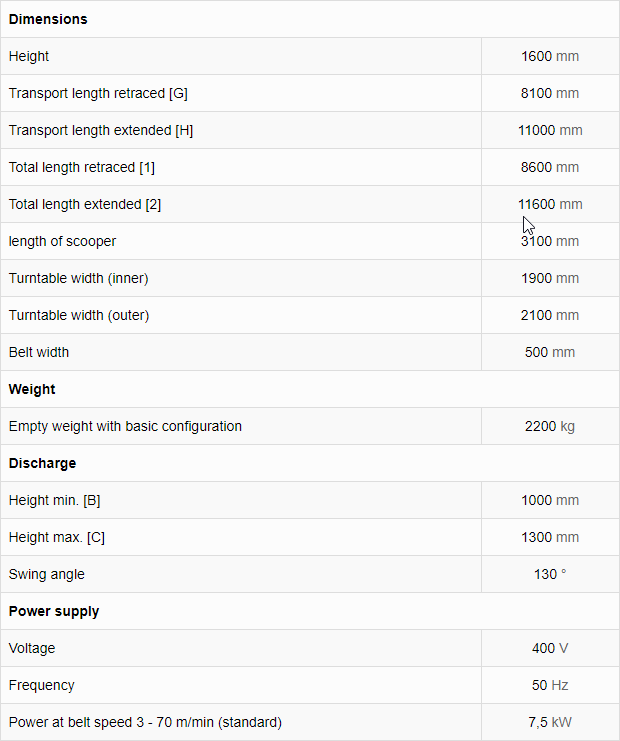 Dimensions
Height 1600 mm
Transport length retraced [G] 8100 mm
Transport length extended [H] 11000 mm
Total length retraced [1] 8600 mm
Total length extended [2] 11600 mm
length of scooper 3100 mm
Turntable width (inner) 1900 mm
Turntable width (outer) 2100 mm
Belt width 500 mm
Weight
Empty weight with basic configuration 2200 kg
Discharge
Height min. [B] 1000 mm
Height max. [C] 1300 mm
Swing angle 130 °
Power supply
Voltage 400 V
Frequency 50 Hz
Power at belt speed 3 - 70 m/min (standard) 7,5 kW